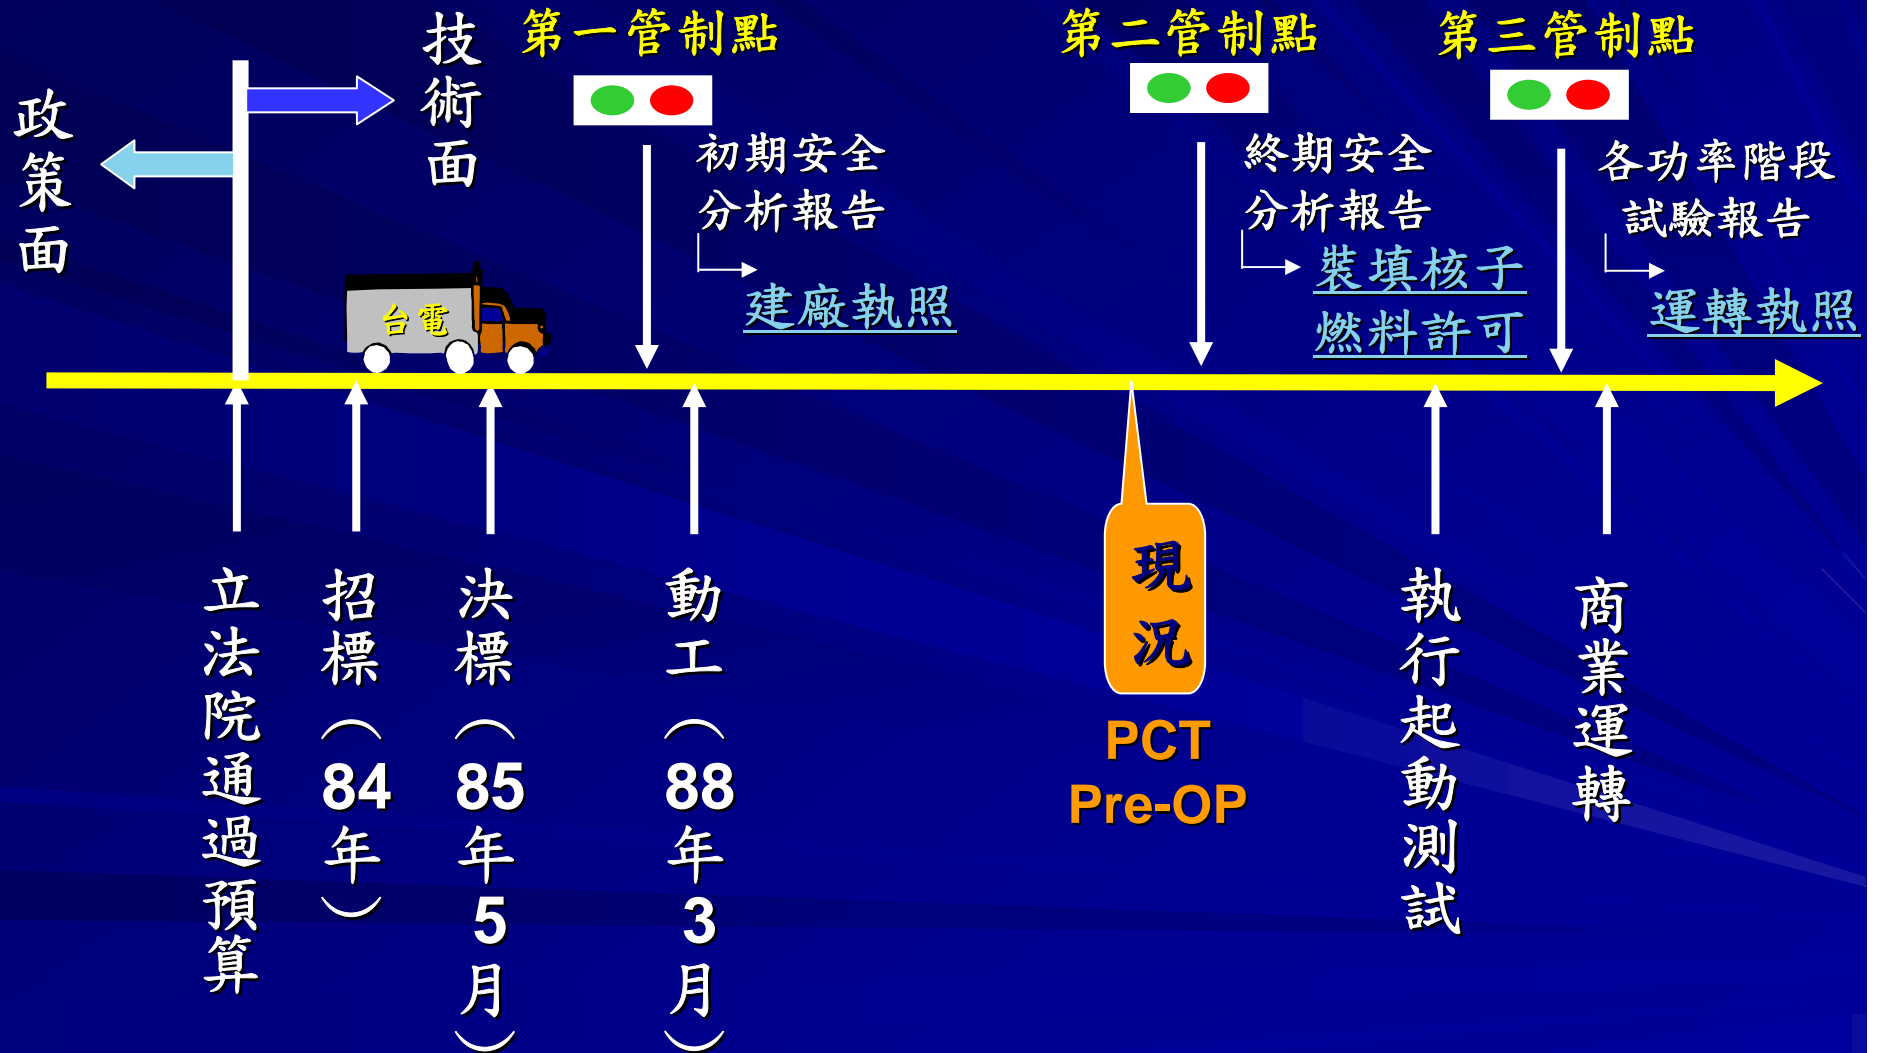 政策面
技術面
第一管制點
初期安全
分析報告
建廠執照
第二管制點
終期安全
分析報告
裝填核子
燃料許可
第三管制點
各功率階段
試驗報告
運轉執照
台電
立法院通過預算
招標（84年）
決標（85年5月）
動工（88年3月）
現況
PCT
Pre-OP
執行起動測試
商業運轉